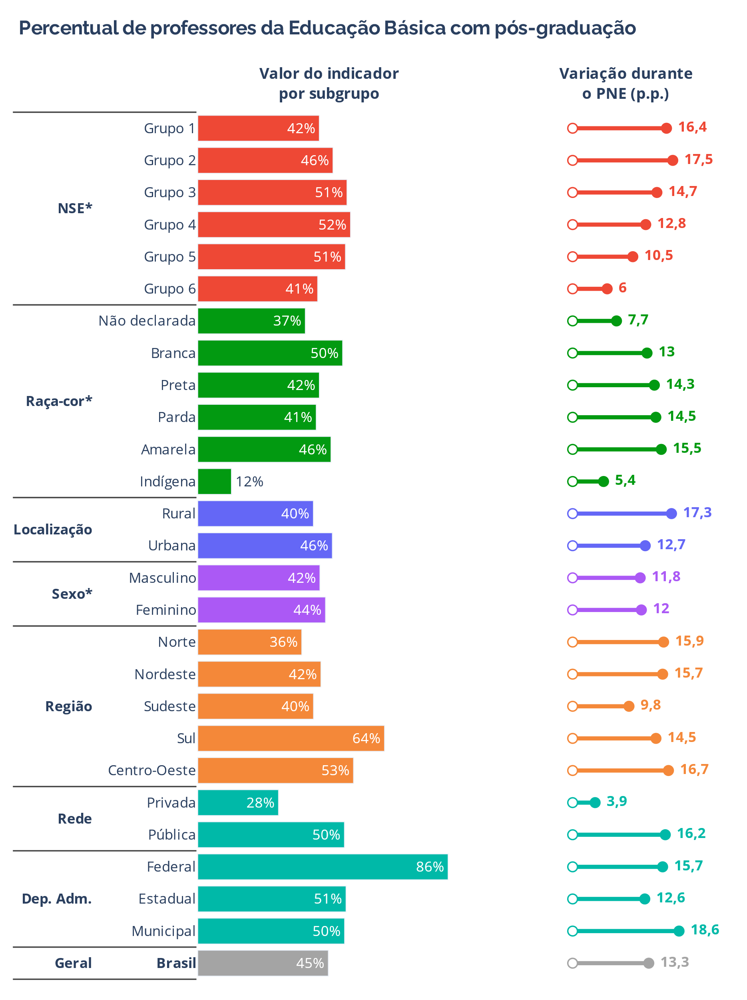 Percentual de professores da Educação Básica com pós-graduação
Valor do indicador
por subgrupo
Variação durante
o PNE (p.p.)
NSE*
Grupo 1 42% 16,4
Grupo 2 46% 17,5
Grupo 3 51% 14,7
Grupo 4 52% 12,8
Grupo 5 51% 10,5
Grupo 6 41% 6
Raça-cor*
Não declarada 37% 7,7
Branca 50% 13
Preta 42% 14,3
Parda 41% 14,5
Amarela 46% 15,5
Indígena 12% 5,4
Localização
Rural 40% 17,3
Urbana 46% 12,7
Sexo*
Masculino 42% 11,8
Feminino 44% 12
Região
Norte 36% 15,9
Nordeste 42% 15,7
Sudeste 40% 9,8
Sul 64% 14,5
Centro-Oeste 53% 16,7
Rede
Privada 28% 3,9
Pública 50% 16,2
Dep. Adm.
Federal 86% 15,7
Estadual 51% 12,6
Municipal 50% 18,6
Geral Brasil 45% 13,3